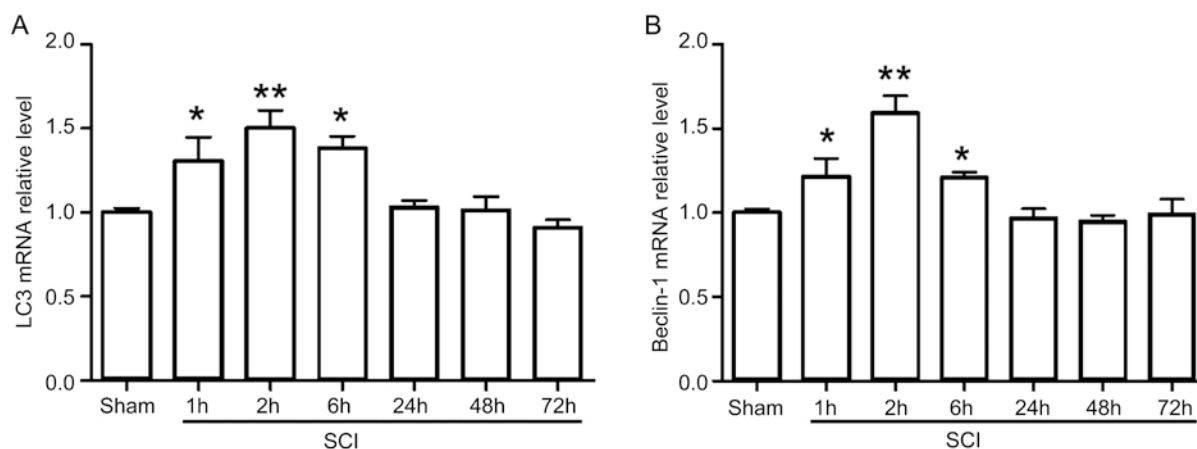 A
LC3 mRNA relative level
2.0
1.5
1.0
0.5
0.0
*
**
*
Sham 1h 2h 6h 24h 48h 72h
SCI
B
Beclin-1 mRNA relative level
2.0
1.5
1.0
0.5
0.0
*
**
*
Sham 1h 2h 6h 24h 48h 72h
SCI